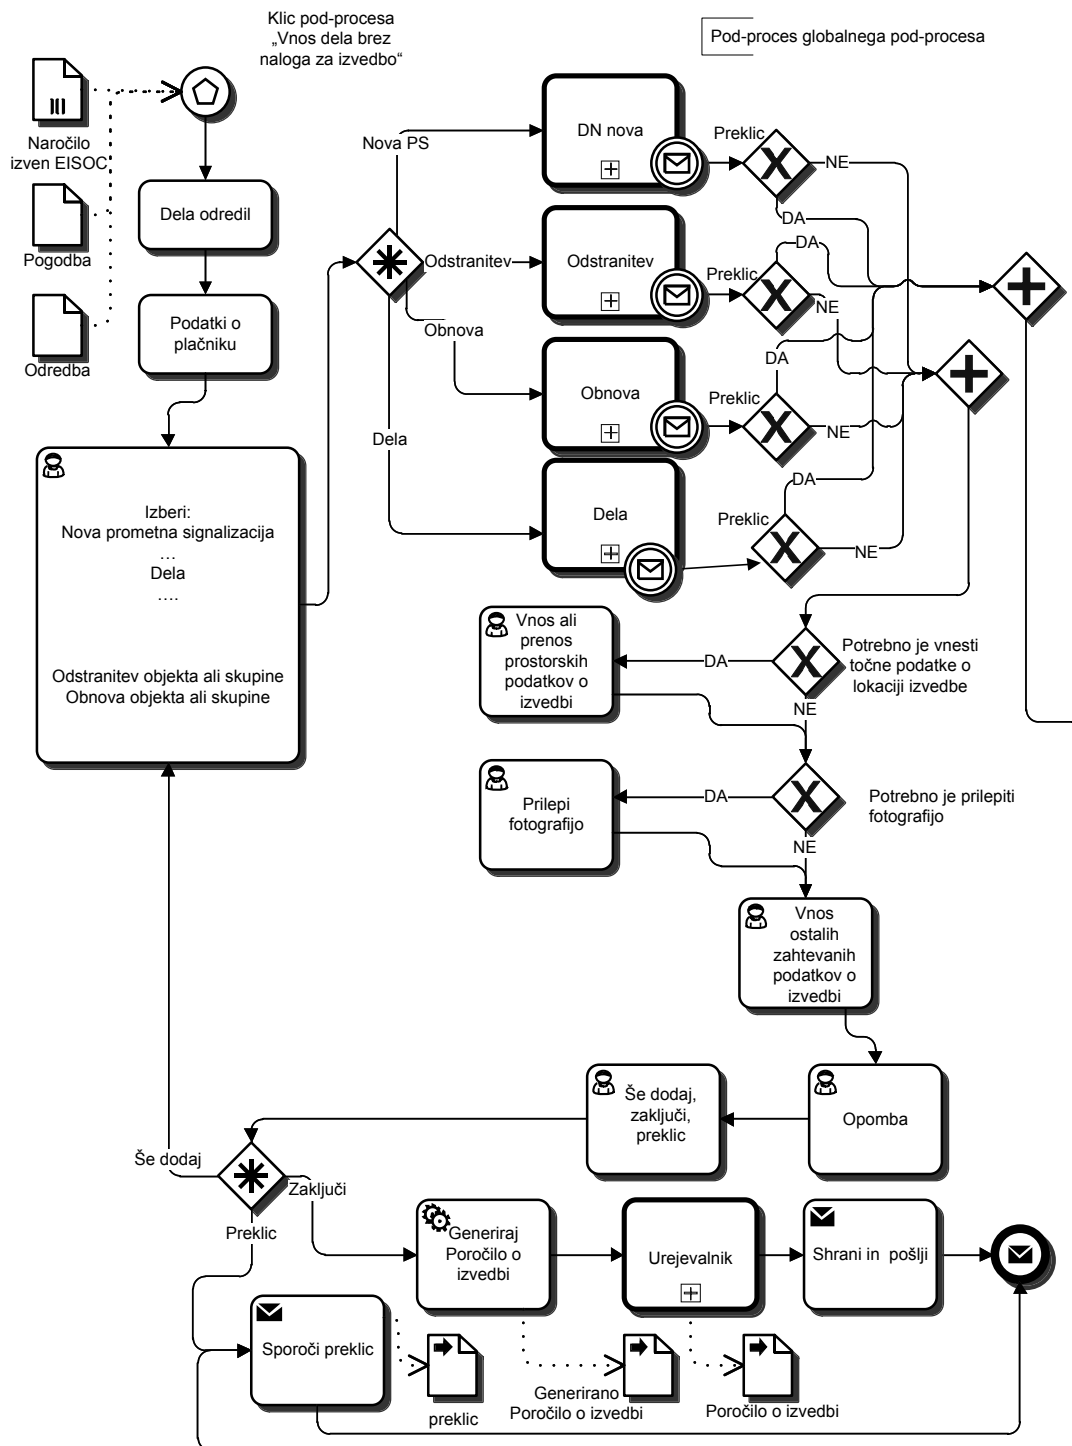 Klic pod-procesa
„Vnos dela brez
naloga za izvedbo“
Pod-proces globalnega pod-procesa
Naročilo
izven EISOC
Pogodba
Odredba
Dela odredil
Podatki o
plačniku
Izberi:
Nova prometna signalizacija
...
Dela
....
Odstranitev objekta ali skupine
Obnova objekta ali skupine
Nova PS
Odstranitev
Obnova
Dela
DN nova
Preklic
NE
DA
Odstranitev
Preklic
DA
NE
Obnova
Preklic
DA
NE
Dela
Preklic
DA
NE
Vnos ali
prenos
prostorskih
podatkov o
izvedbi
DA
NE
Potrebno je vnesti
točne podatke o
lokaciji izvedbe
Prilepi
fotografijo
DA
NE
Potrebno je prilepiti
fotografijo
Vnos
ostalih
zahtevanih
podatkov o
izvedbi
Opomba
Še dodaj,
zaključi,
preklic
Še dodaj
Zaključi
Preklic
Generiraj
Poročilo o
izvedbi
Urejevalnik
Shrani in pošlji
Sporoči preklic
preklic
Generirano
Poročilo o izvedbi
Poročilo o izvedbi